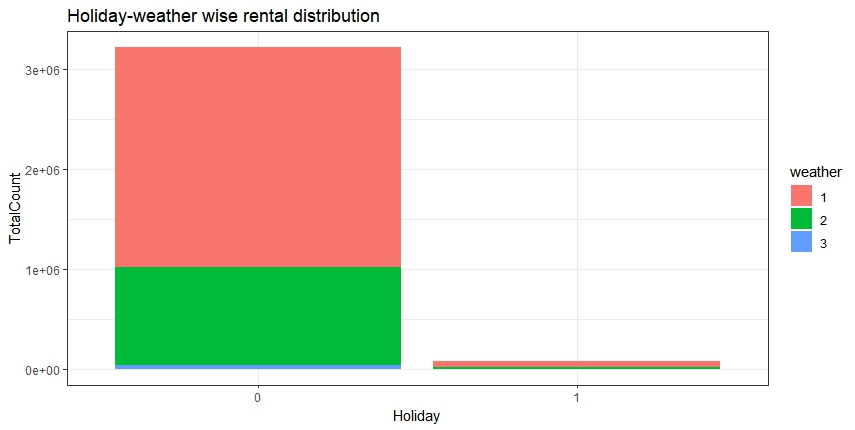 Holiday-weather wise rental distribution
TotalCount
3e+06
2e+06
1e+06
0e+00
0
1
Holiday
weather
1
2
3